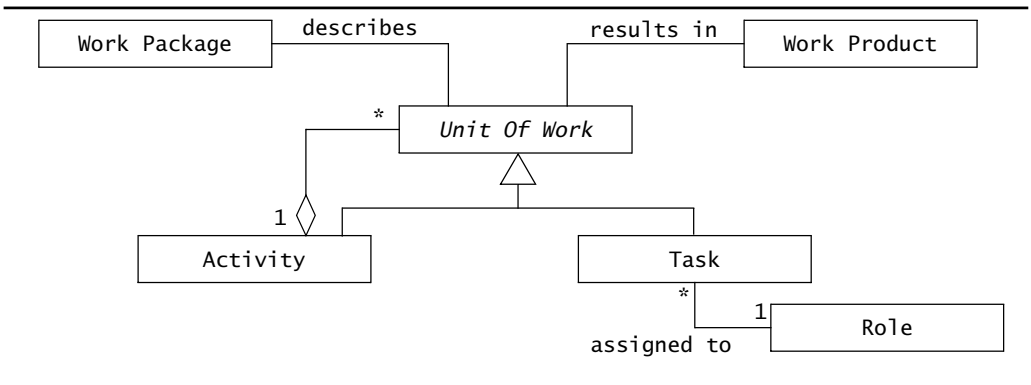 describes
results in
Work Package
Work Product
*
Unit Of Work
1
Activity
Task
*
1
Role
assigned to